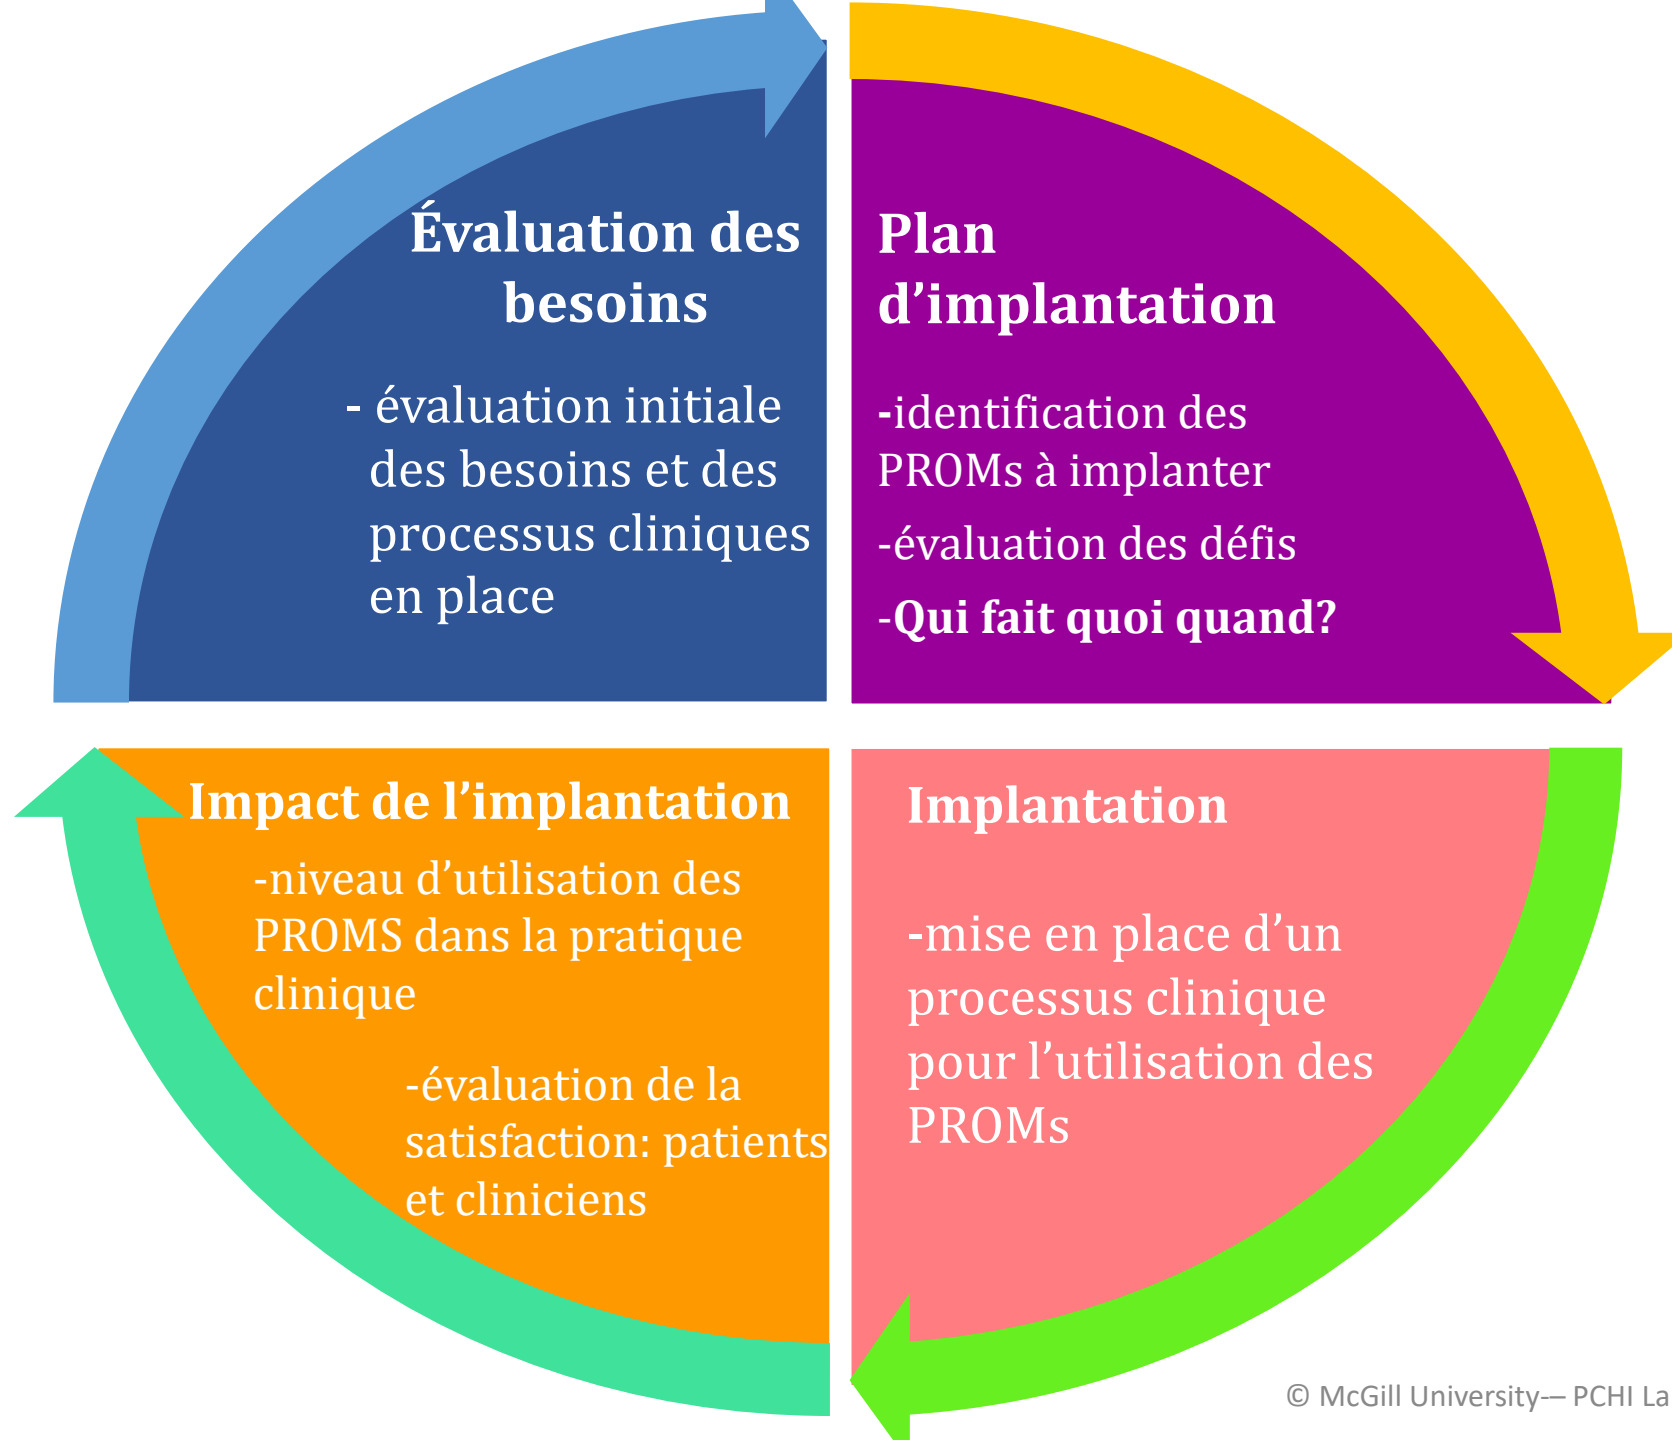 Évaluation des
besoins
- évaluation initiale
des besoins et des
processus cliniques
en place
Plan
d’implantation
-identification des
PROMs à implanter
-évaluation des défis
-Qui fait quoi quand?
Impact de l’implantation
-niveau d’utilisation des
PROMS dans la pratique
clinique
-évaluation de la
satisfaction: patients
et cliniciens
Implantation
-mise en place d’un
processus clinique
pour l’utilisation des
PROMs
© McGill University-– PCHI La